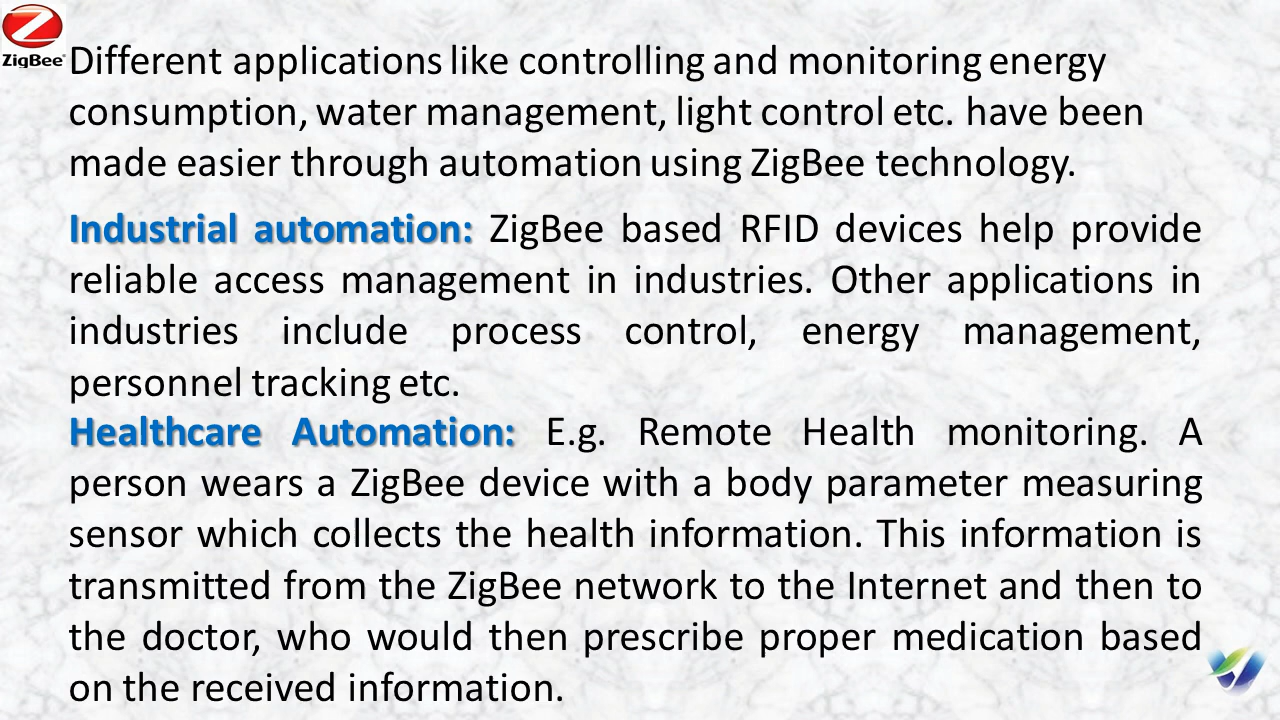 ZigBee
Different applications like controlling and monitoring energy
consumption, water management, light control etc. have been
made easier through automation using ZigBee technology.
Industrial automation: ZigBee based RFID devices help provide
reliable access management in industries. Other applications in
industries include process control, energy management,
personnel tracking etc.
Healthcare Automation: E.g. Remote Health monitoring. A
person wears a ZigBee device with a body parameter measuring
sensor which collects the health information. This information is
transmitted from the ZigBee network to the Internet and then to
the doctor, who would then prescribe proper medication based
on the received information.